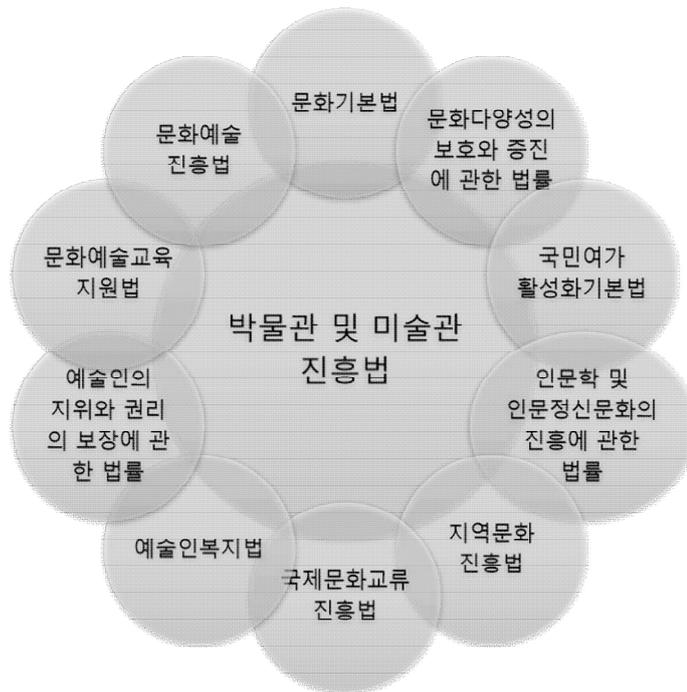 문화기본법
문화다양성의
보호와 증진
에 관한 법률
국민여가
활성화기본법
인문학 및
인문정신문화의
진흥에 관한
법률
지역문화
진흥법
국제문화교류
진흥법
예술인복지법
예술인의
지위와 권리
의 보장에 관
한 법률
문화예술교육
지원법
문화예술
진흥법
박물관 및 미술관
진흥법